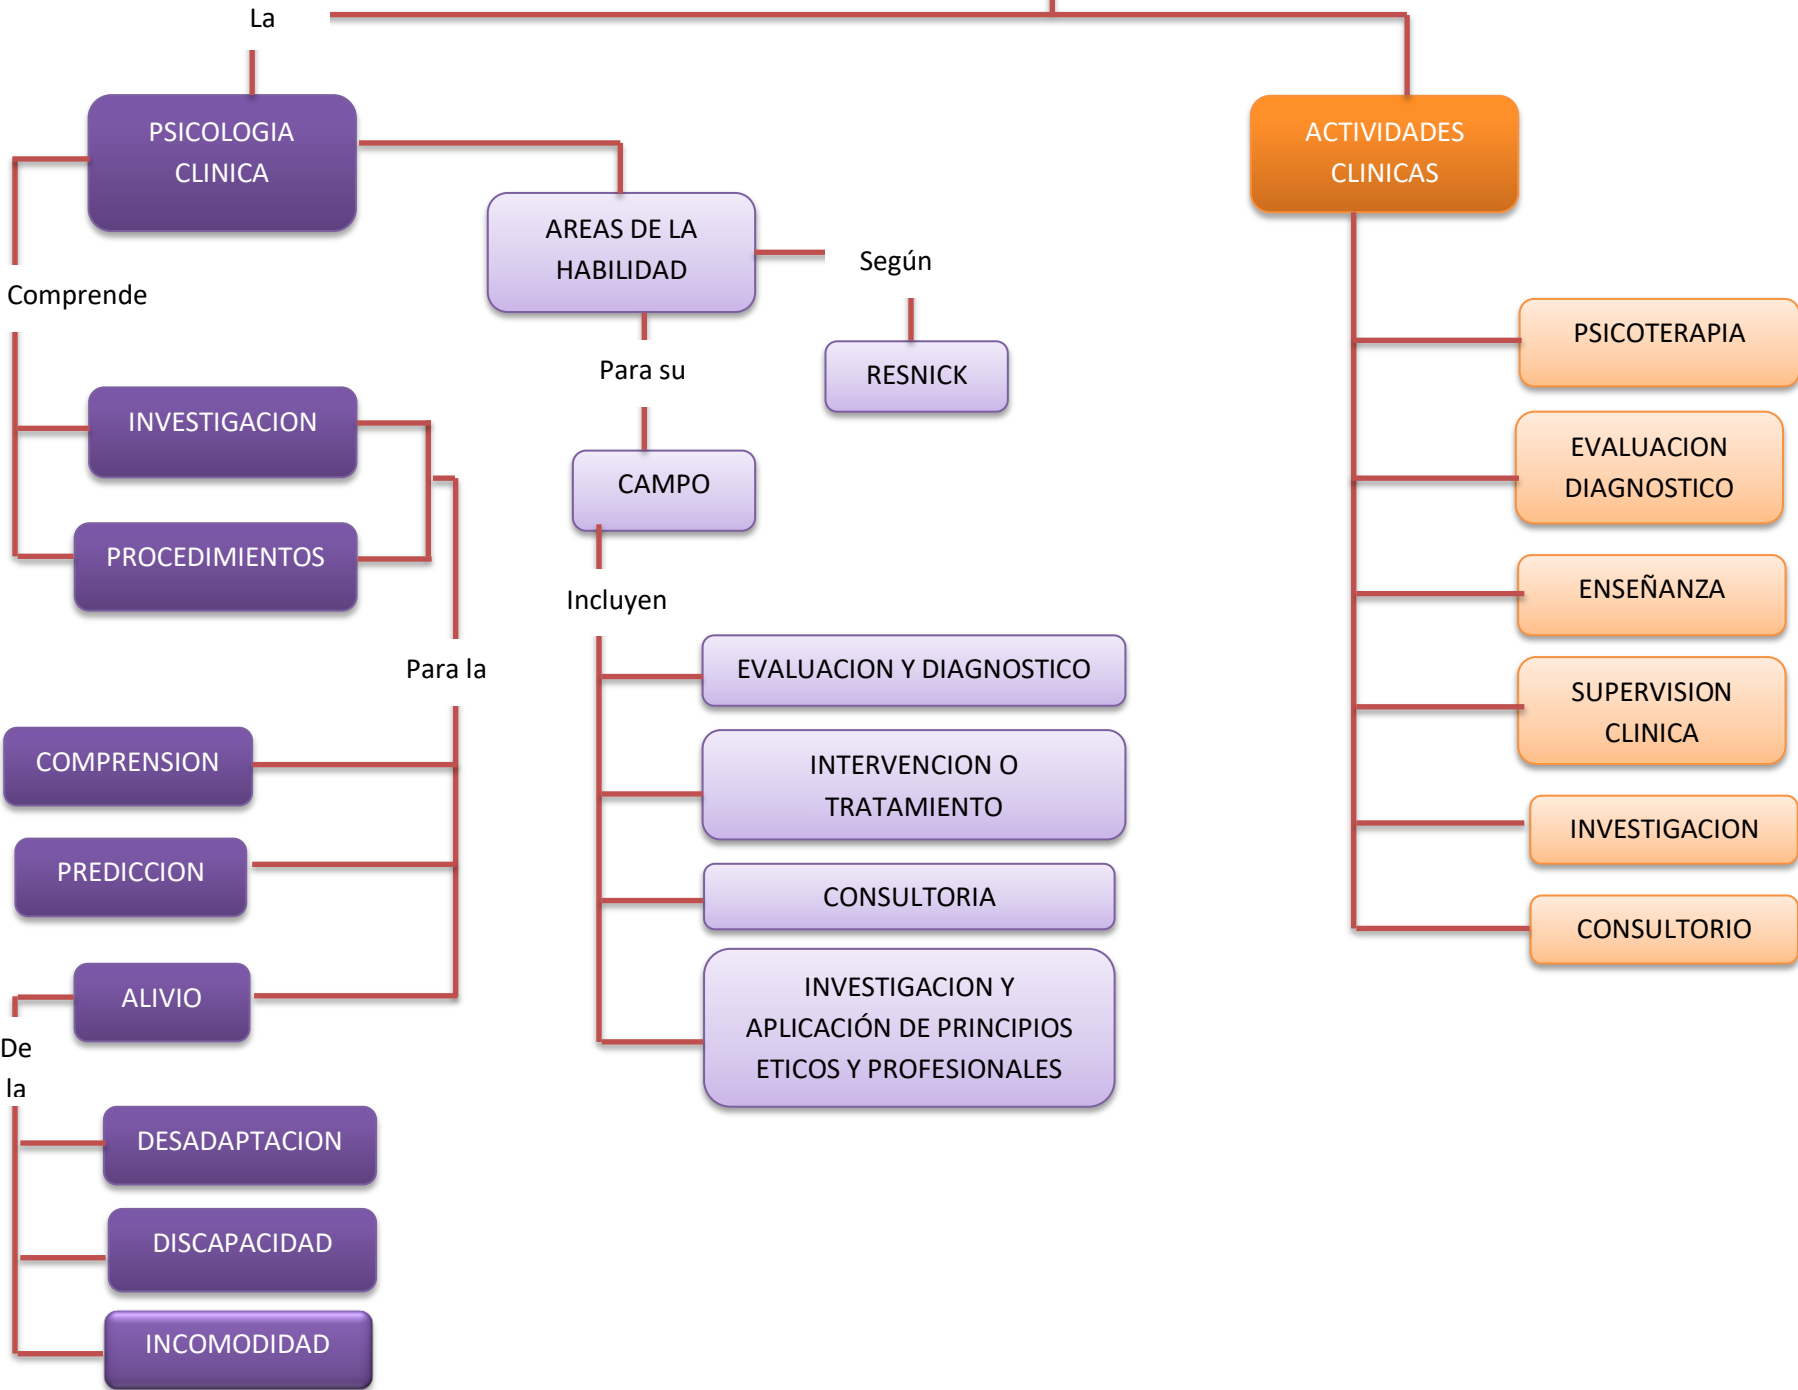 La
PSICOLOGIA
CLINICA
Comprende
INVESTIGACION
PROCEDIMIENTOS
Para la
COMPRENSION
PREDICCION
ALIVIO
De
la
DESADAPTACION
DISCAPACIDAD
INCOMODIDAD
AREAS DE LA
HABILIDAD
Según
RESNICK
Para su
CAMPO
Incluyen
EVALUACION Y DIAGNOSTICO
INTERVENCION O
TRATAMIENTO
CONSULTORIA
INVESTIGACION Y
APLICACIÓN DE PRINCIPIOS
ETICOS Y PROFESIONALES
ACTIVIDADES
CLINICAS
PSICOTERAPIA
EVALUACION
DIAGNOSTICO
ENSEÑANZA
SUPERVISION
CLINICA
INVESTIGACION
CONSULTORIO